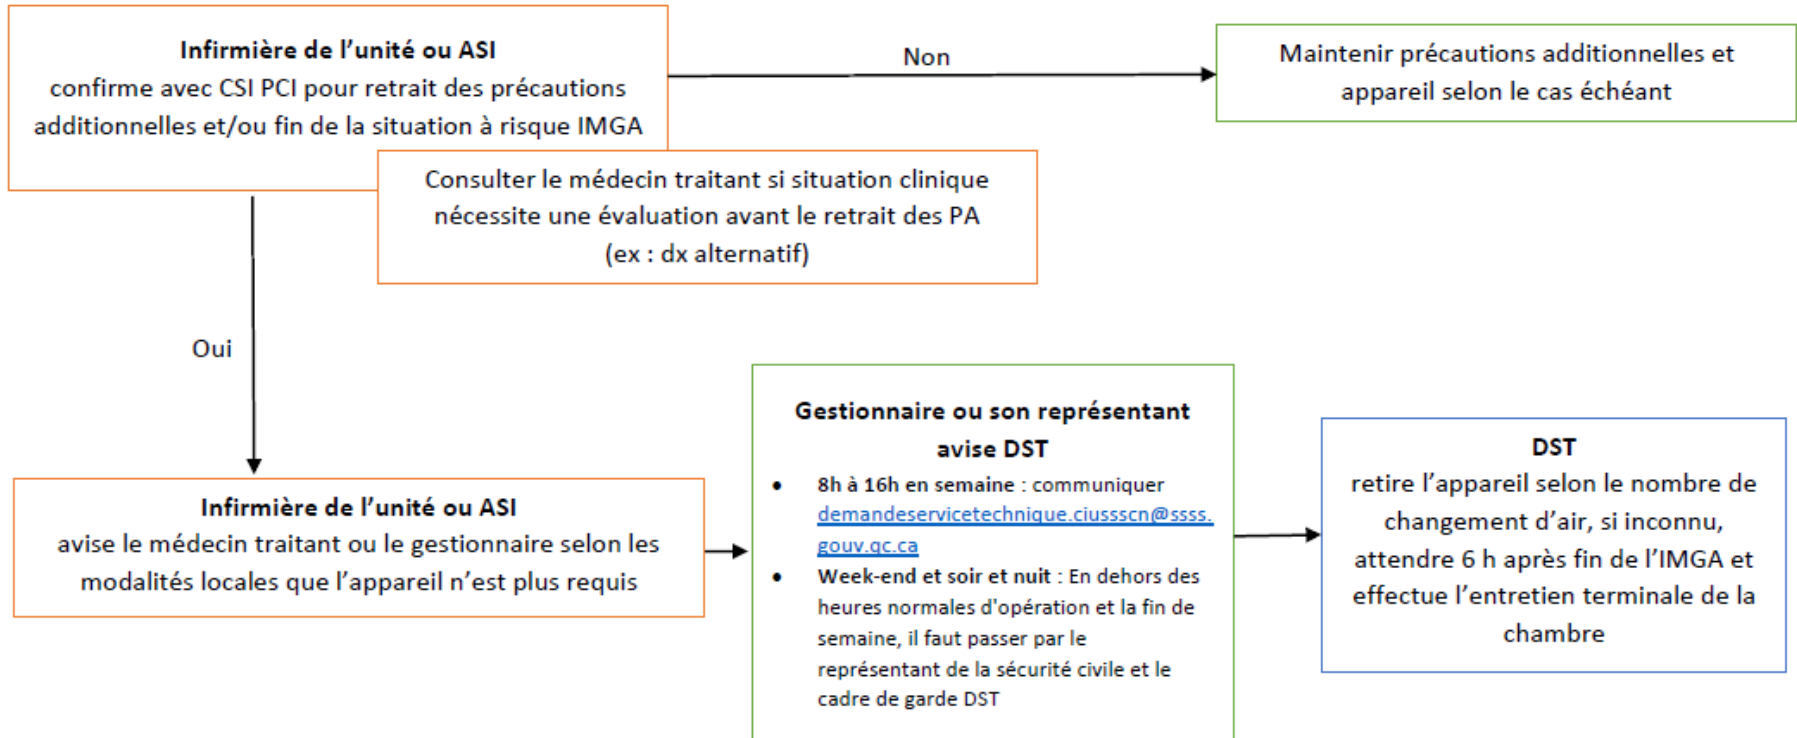 Infirmière de l'unité ou ASI
confirme avec CSI PCI pour retrait des précautions
additionnelles et/ou fin de la situation à risque IMGA
Non
Maintenir précautions additionnelles et
appareil selon le cas échéant
Consulter le médecin traitant si situation clinique
nécessite une évaluation avant le retrait des PA
(ex : dx alternatif)
Oui
Infirmière de l'unité ou ASI
avise le médecin traitant ou le gestionnaire selon les
modalités locales que l'appareil n'est plus requis
Gestionnaire ou son représentant
avise DST
• 8h à 16h en semaine : communiquer
demandeservicetechnique.ciussscn@ssss.
gouv.qc.ca
• Week-end et soir et nuit : En dehors des
heures normales d'opération et la fin de
semaine, il faut passer par le
représentant de la sécurité civile et le
cadre de garde DST
DST
retire l'appareil selon le nombre de
changement d'air, si inconnu,
attendre 6 h après fin de l'IMGA et
effectue l'entretien terminale de la
chambre